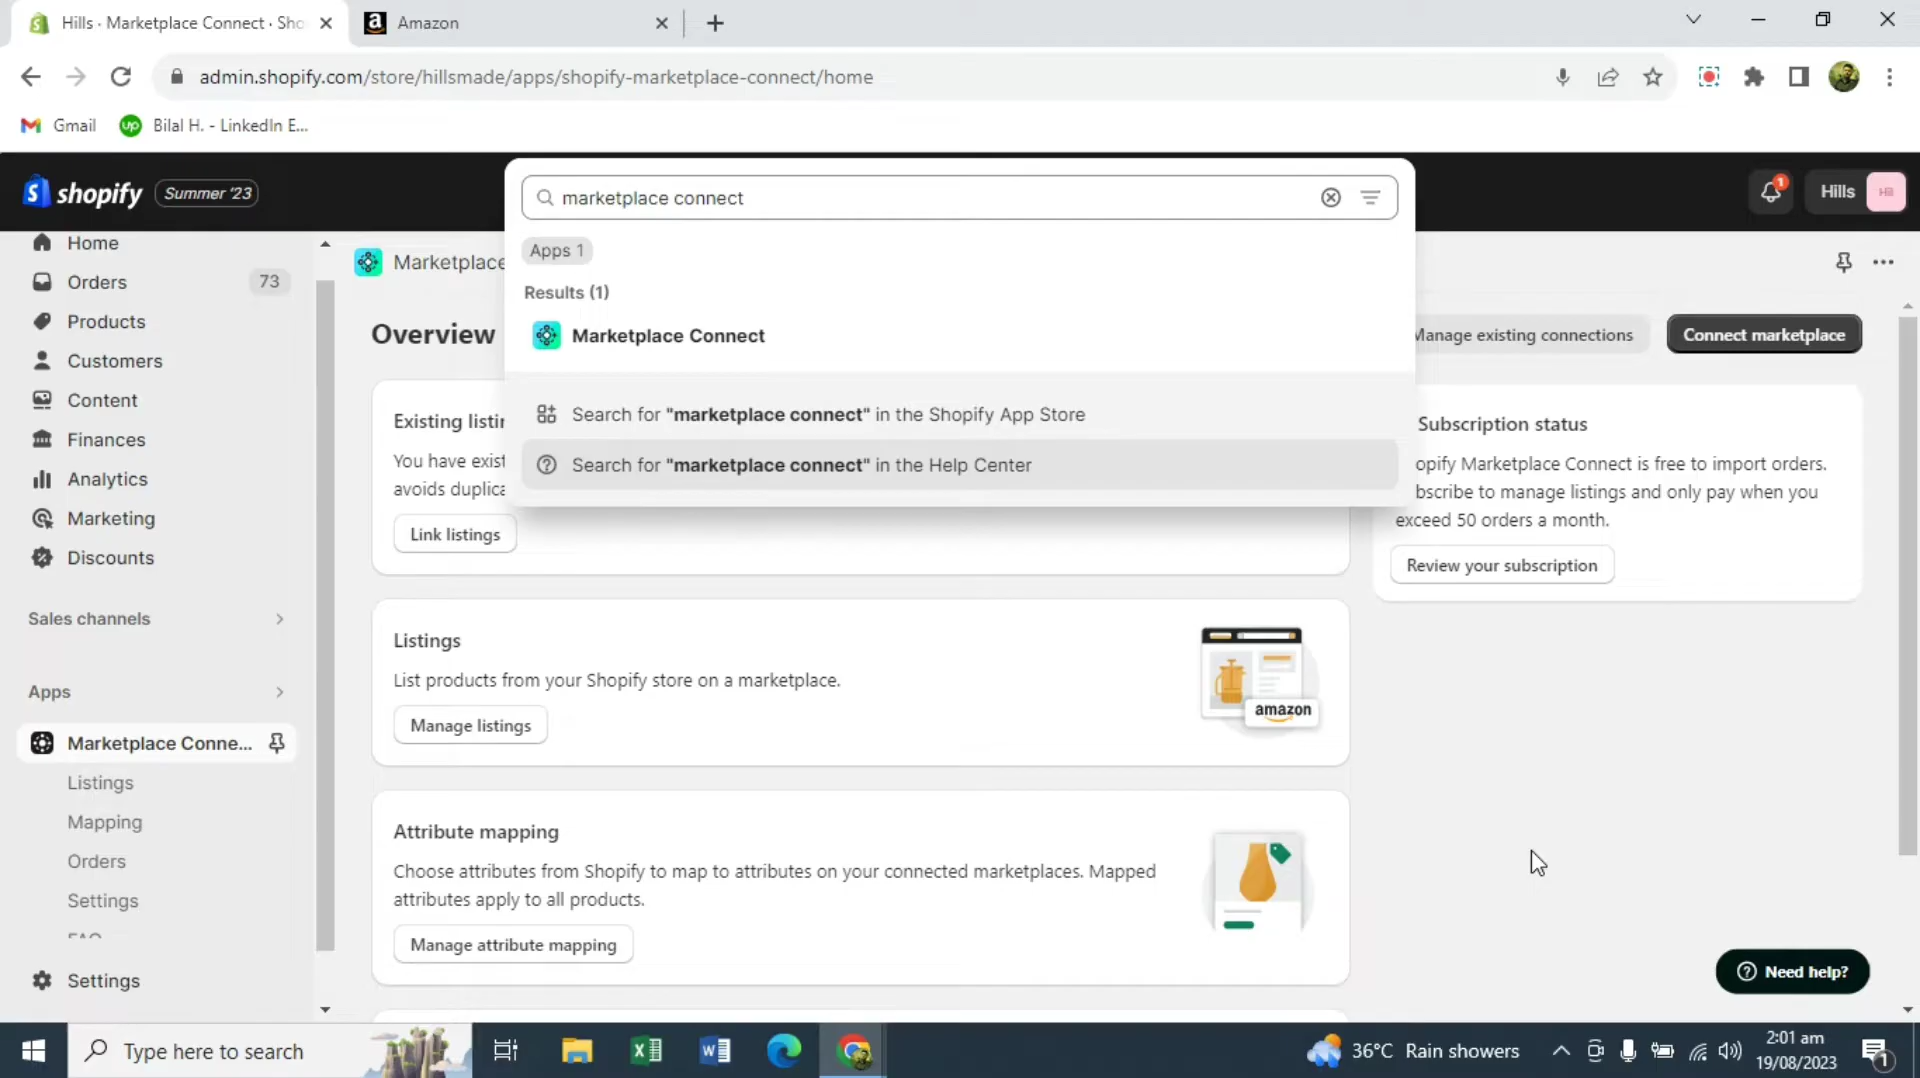 Hills · Marketplace Connect · Sho
Amazon
admin.shopify.com/store/hillsmade/apps/shopify-marketplace-connect/home
Gmail
Bilal H. - LinkedIn E...
shopify
Summer '23
marketplace connect
1
Hills
Home
Orders
73
Products
Customers
Content
Finances
Analytics
Marketing
Discounts
Sales channels
Apps
Marketplace Conne...
Listings
Mapping
Orders
Settings
Settings
Marketplace
Apps 1
Results (1)
Marketplace Connect
Search for "marketplace connect" in the Shopify App Store
Search for "marketplace connect" in the Help Center
Overview
Manage existing connections
Connect marketplace
Existing listin
You have exist
avoids duplica
Link listings
Subscription status
opify Marketplace Connect is free to import orders.
bscribe to manage listings and only pay when you
exceed 50 orders a month.
Review your subscription
Listings
List products from your Shopify store on a marketplace.
Manage listings
amazon
Attribute mapping
Choose attributes from Shopify to map to attributes on your connected marketplaces. Mapped
attributes apply to all products.
Manage attribute mapping
Need help?
Type here to search
36°C Rain showers
2:01 am
19/08/2023
1